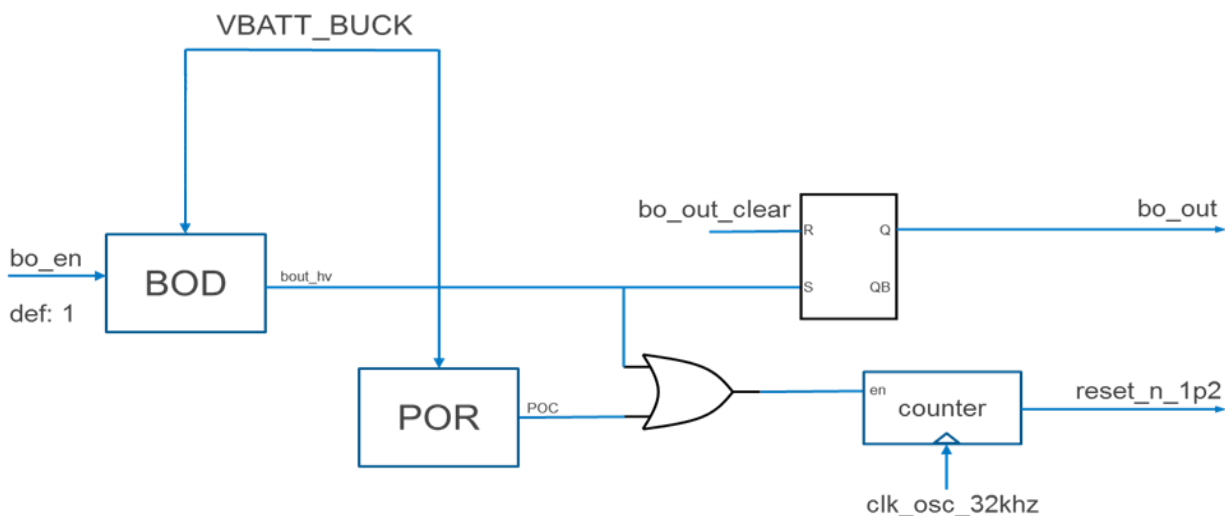 VBATT_BUCK
bo_out_clear
bo_out
R
Q
bo_en
BOD
bout_hv
S
QB
def: 1
POR
POC
en
counter
reset_n_1p2
clk_osc_32khz